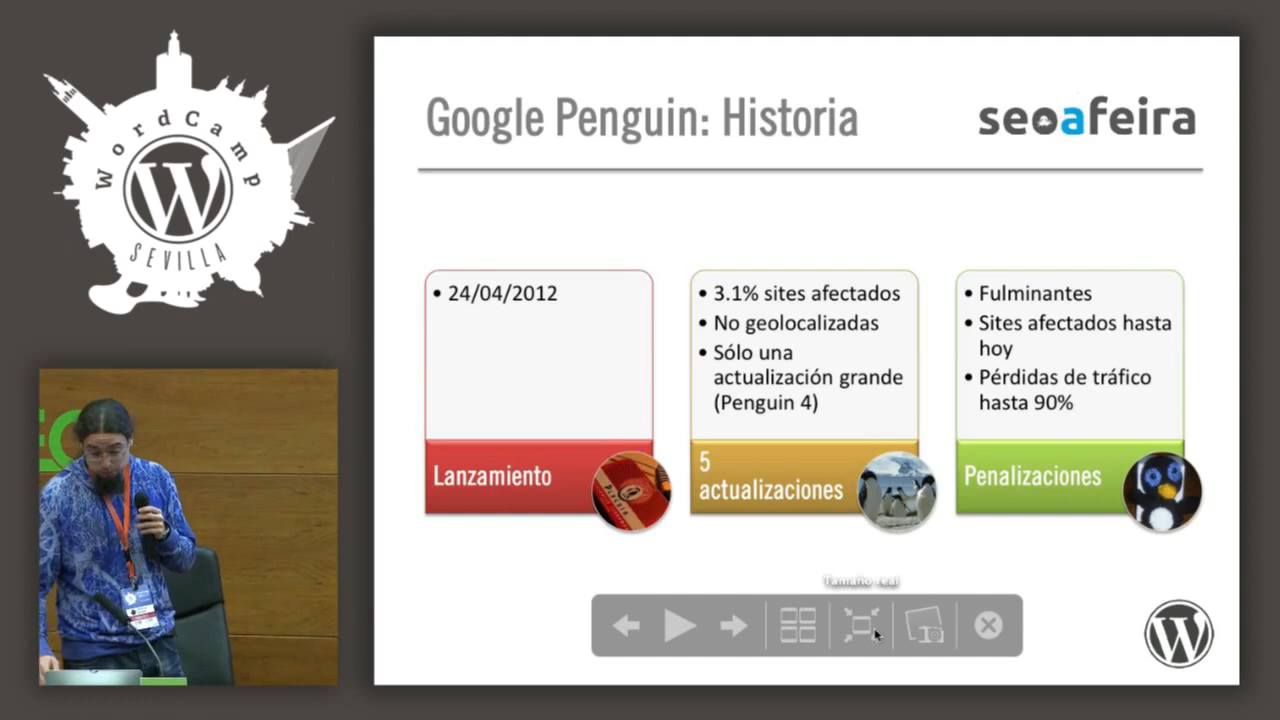 WordCamp
SEVILLA
Google Penguin: Historia
seoafeira
• 24/04/2012
Lanzamiento
• 3.1% sites afectados
• No geolocalizadas
• Sólo una
actualización grande
(Penguin 4)
5
actualizaciones
• Fulminantes
• Sites afectados hasta
hoy
• Pérdidas de tráfico
hasta 90%
Penalizaciones
Tamaño real
EO